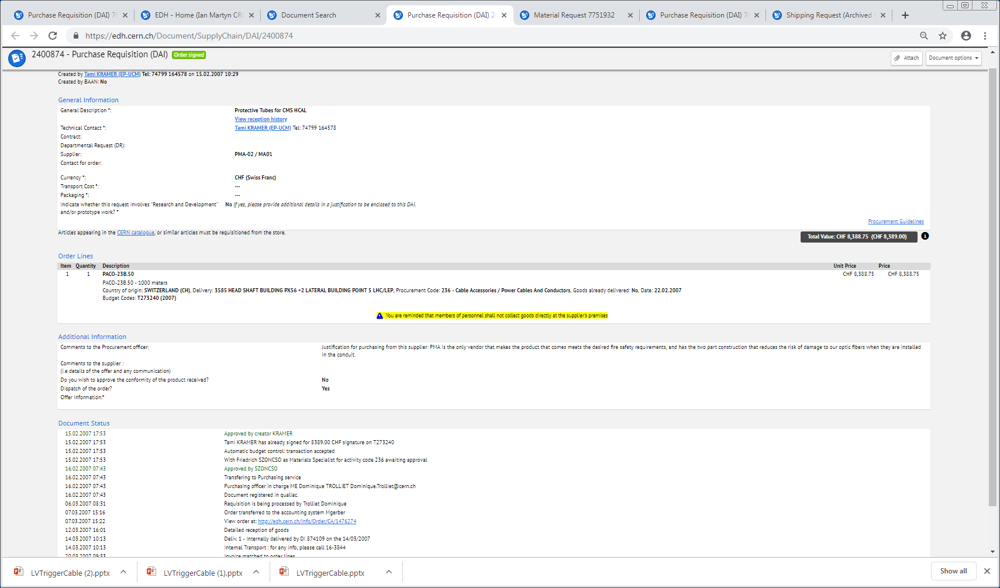 Purchase Requisition (DAI) 7
EDH - Home (Ian Martyn CR
Document Search
Purchase Requisition (DAI) 2
Material Request 7751932
Purchase Requisition (DAI) 7
Shipping Request (Archived
https://edh.cern.ch/Document/SupplyChain/DAI/2400874
2400874 - Purchase Requisition (DAI) Order signed
Attach Document options
Created by Tami KRAMER (EP-UCM) Tel: 74799 164578 on 15.02.2007 10:29
Created by BAAN: No
General Information
General Description *: Protective Tubes for CMS HCAL
View reception history
Technical Contact *: Tami KRAMER (EP-UCM) Tel: 74799 164578
Contract:
Departmental Request (DR):
Supplier: PMA-02 / MA01
Contact for order:
Currency *: CHF (Swiss Franc)
Transport Cost *: ---
Packaging *: ---
Indicate whether this request involves "Research and Development" No If yes, please provide additional details in a justification to be enclosed to this DAI.
and/or prototype work? *
Procurement Guidelines
Articles appearing in the CERN catalogue, or similar articles must be requisitioned from the store.
Total Value: CHF 8,388.75 (CHF 8,389.00)
Order Lines
Item Quantity Description Unit Price Price
1 1 PACO-23B.50 CHF 8,388.75 CHF 8,388.75
PACO-23B.50 - 1000 meters
Country of origin: SWITZERLAND (CH), Delivery: 3585 HEAD SHAFT BUILDING PX56 +2 LATERAL BUILDING POINT 5 LHC/LEP, Procurement Code: 236 - Cable Accessories / Power Cables And Conductors, Goods already delivered: No, Date: 22.02.2007
Budget Codes: T273240 (2007)
You are reminded that members of personnel shall not collect goods directly at the supplier's premises
Additional Information
Comments to the Procurement officer: Justification for purchasing from this supplier: PMA is the only vendor that makes the product that comes meets the desired fire safety requirements, and has the two part construction that reduces the risk of damage to our optic fibers when they are installed
in the conduit.
Comments to the supplier :
(i.e details of the offer and any communication)
Do you wish to approve the conformity of the product received? No
Dispatch of the order? Yes
Offer Information:*
Document Status
15.02.2007 17:53 Approved by creator KRAMER
15.02.2007 17:53 Tami KRAMER has already signed for 8389.00 CHF signature on T273240
15.02.2007 17:53 Automatic budget control: transaction accepted
15.02.2007 17:53 With Friedrich SZONCSO as Materials Specialist for activity code 236 awaiting approval
16.02.2007 07:43 Approved by SZONCSO
16.02.2007 07:43 Transfering to Purchasing service
16.02.2007 07:43 Purchasing officer in charge ME Dominique TROLLIET Dominique.Trolliet@cern.ch
16.02.2007 07:43 Document registered in qualiac.
06.03.2007 08:31 Requisition is being processed by Trolliet Dominique
07.03.2007 15:16 Order transferred to the accounting system Mgerber
07.03.2007 15:22 View order at: http://edh.cern.ch/Info/Order/CA/1476274
12.03.2007 16:01 Detailed reception of goods
14.03.2007 10:13 Deliv. 1 - Internally delivered by DI 874109 on the 14/03/2007
14.03.2007 10:13 Internal Transport : for any info, please call 16-3844
20.03.2007 09:33 Invoice matched to order lines
LVTriggerCable (2).pptx
LVTriggerCable (1).pptx
LVTriggerCable.pptx
Show all